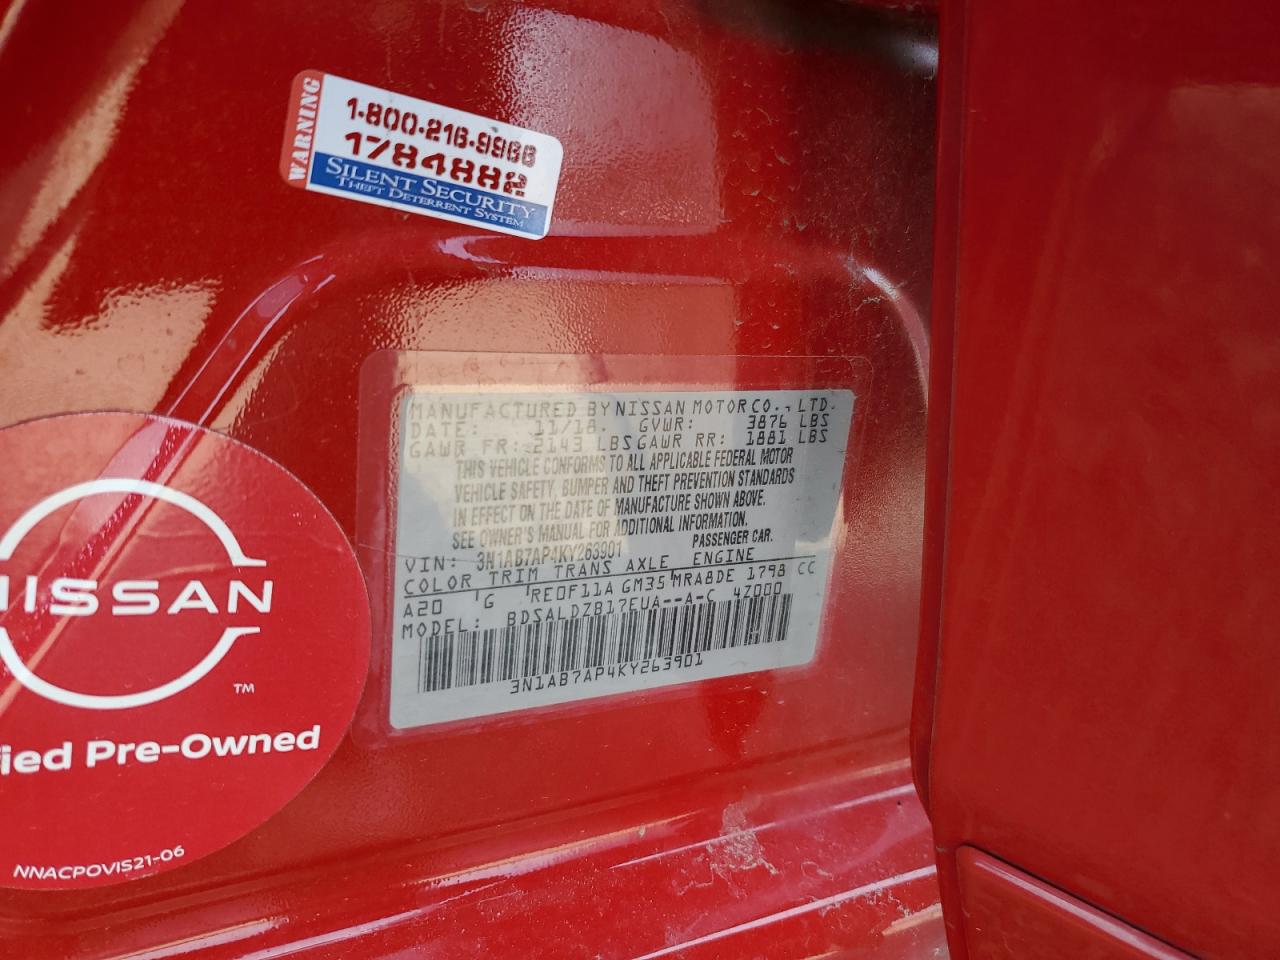 WARNING
1-800-216-9966
1784882
SILENT SECURITY
THEFT DETERRENT SYSTEM
MANUFACTURED BY NISSAN MOTOR CO., LTD.
DATE: 11/18. GVWR: 3876 LBS
GAWR FR: 2143 LBS GAWR RR: 1881 LBS
THIS VEHICLE CONFORMS TO ALL APPLICABLE FEDERAL MOTOR
VEHICLE SAFETY, BUMPER AND THEFT PREVENTION STANDARDS
IN EFFECT ON THE DATE OF MANUFACTURE SHOWN ABOVE.
SEE OWNER'S MANUAL FOR ADDITIONAL INFORMATION.
PASSENGER CAR.
VIN: 3N1AB7AP4KY263901
COLOR TRIM TRANS AXLE ENGINE
A20 G RE0F11A GM35 MRA8DE 1798 CC
MODEL: BDSALDZB17EUA--A-C 4Z000
3N1AB7AP4KY263901
NISSAN
TM
ied Pre-Owned
NNACPOVIS21-06